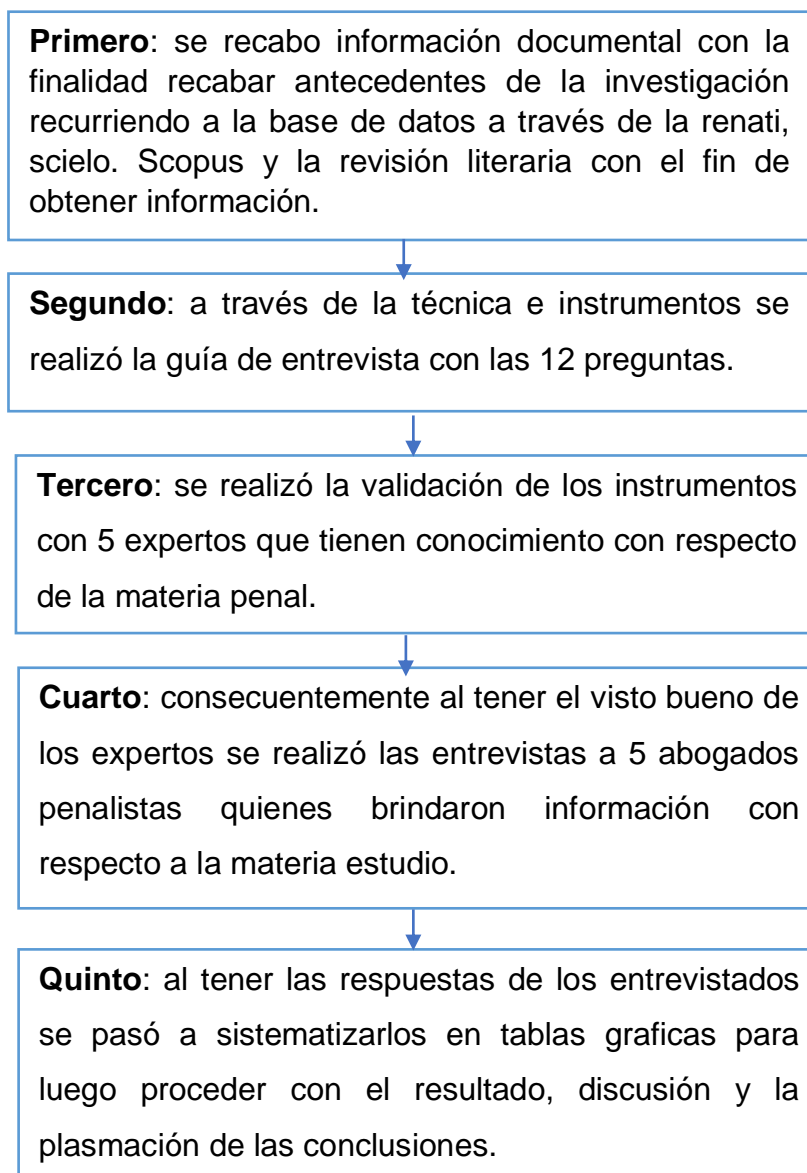 Primero: se recabo información documental con la
finalidad recabar antecedentes de la investigación
recurriendo a la base de datos a través de la renati,
scielo. Scopus y la revisión literaria con el fin de
obtener información.
Segundo: a través de la técnica e instrumentos se
realizó la guía de entrevista con las 12 preguntas.
Tercero: se realizó la validación de los instrumentos
con 5 expertos que tienen conocimiento con respecto
de la materia penal.
Cuarto: consecuentemente al tener el visto bueno de
los expertos se realizó las entrevistas a 5 abogados
penalistas quienes brindaron información con
respecto a la materia estudio.
Quinto: al tener las respuestas de los entrevistados
se pasó a sistematizarlos en tablas graficas para
luego proceder con el resultado, discusión y la
plasmación de las conclusiones.